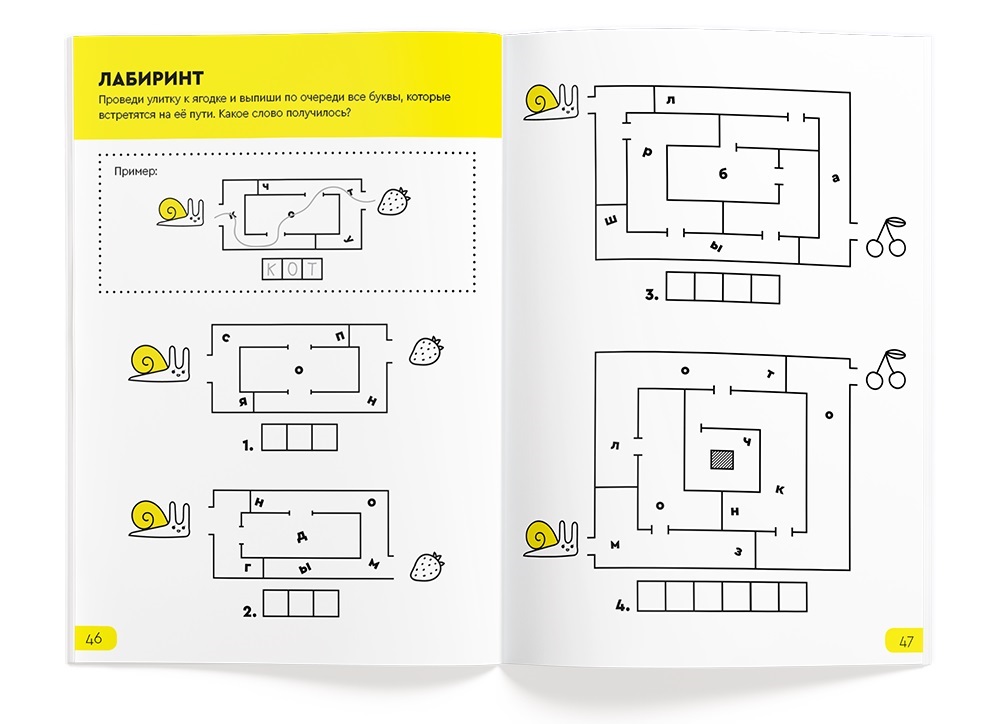 ЛАБИРИНТ
Проведи улитку к ягодке и выпиши по очереди все буквы, которые
встретятся на её пути. Какое слово получилось?
Пример:
Ч
К
О
Т
У
К О Т
С
П
О
Я
Н
1.
Н
О
Д
Г
Ы
М
2.
46
Л
Р
Б
А
Ш
Ы
3.
О
Т
О
Л
Ч
К
О
Н
М
З
4.
47